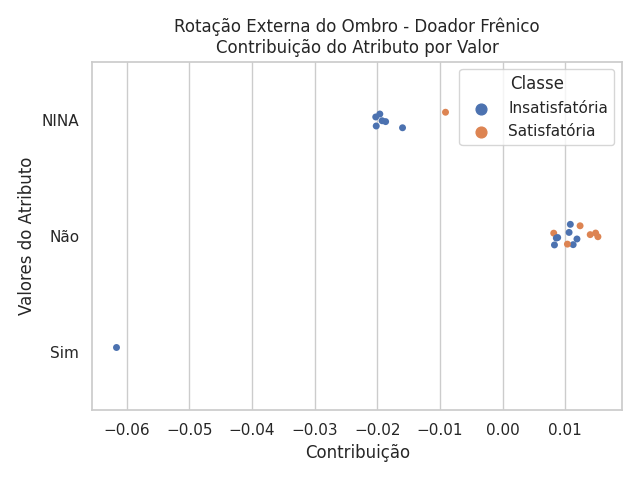 Rotação Externa do Ombro - Doador Frênico
Contribuição do Atributo por Valor
Classe
Insatisfatória
Satisfatória
Valores do Atributo
NINA
Não
Sim
−0.06 −0.05 −0.04 −0.03 −0.02 −0.01 0.00 0.01
Contribuição